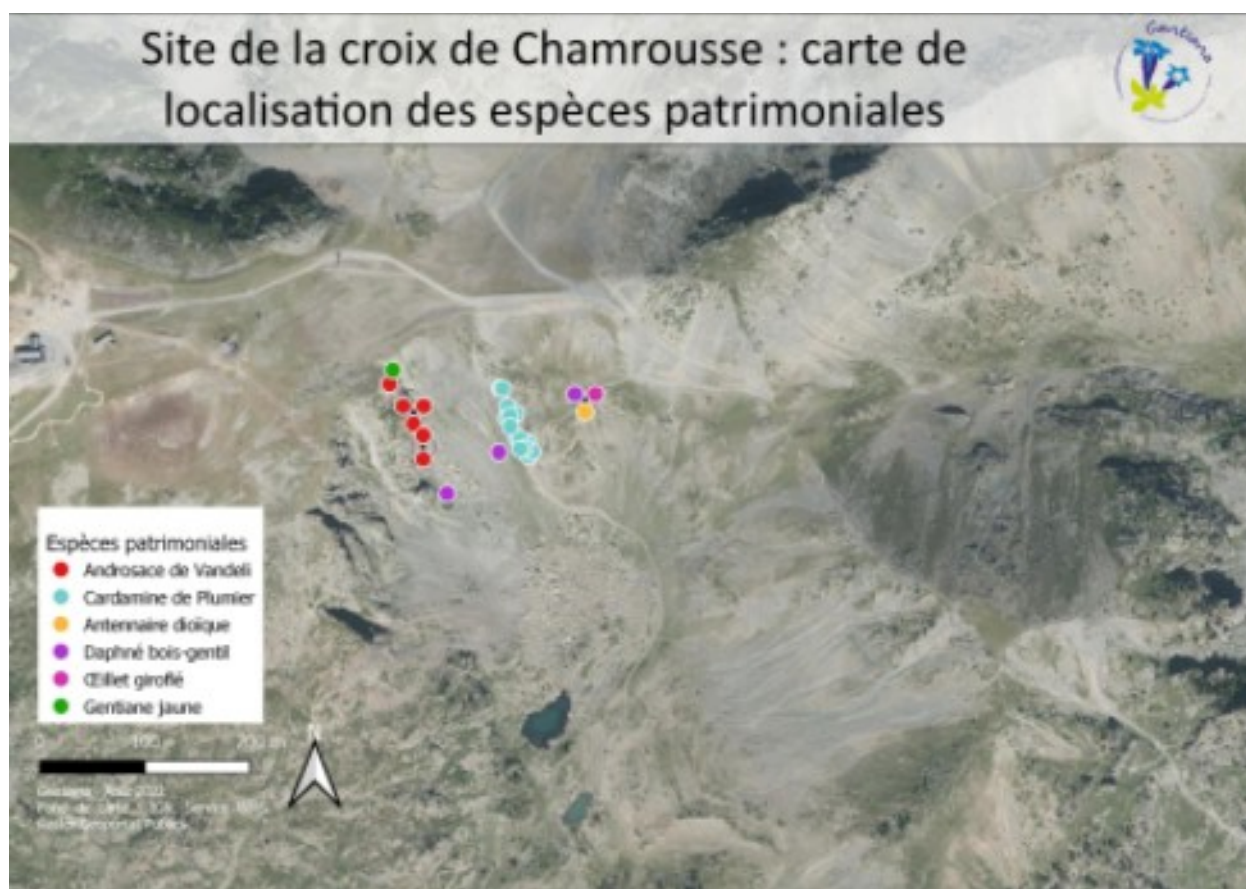 Site de la croix de Chamrousse : carte de
localisation des espèces patrimoniales
Gentiana
Espèces patrimoniales
Androsace de Vandeli
Cardamine de Plumier
Antennaire dioïque
Daphné bois-gentil
Œillet giroflé
Gentiane jaune
0 100 200 m
N